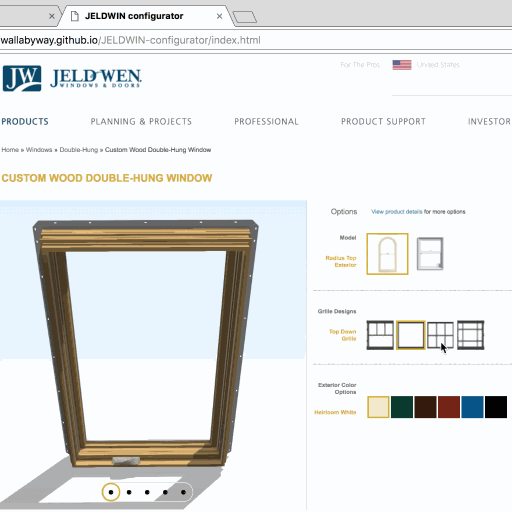 JELDWEN configurator
wallabyway.github.io/JELDWIN-configurator/index.html
JW JELD-WEN.
WINDOWS & DOORS
For The Pros United States
PRODUCTS PLANNING & PROJECTS PROFESSIONAL PRODUCT SUPPORT INVESTOR
Home » Windows » Double-Hung » Custom Wood Double-Hung Window
CUSTOM WOOD DOUBLE-HUNG WINDOW
Options View product details for more options
Model
Radius Top
Exterior
Grille Designs
Top Down
Grille
Exterior Color
Options
Heirloom White